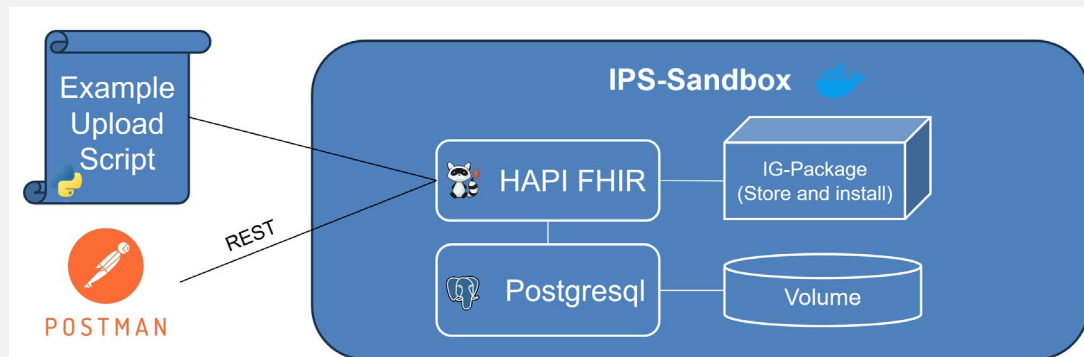 Example
Upload
Script
IPS-Sandbox
HAPI FHIR
IG-Package
(Store and install)
REST
Postgresql
Volume
POSTMAN